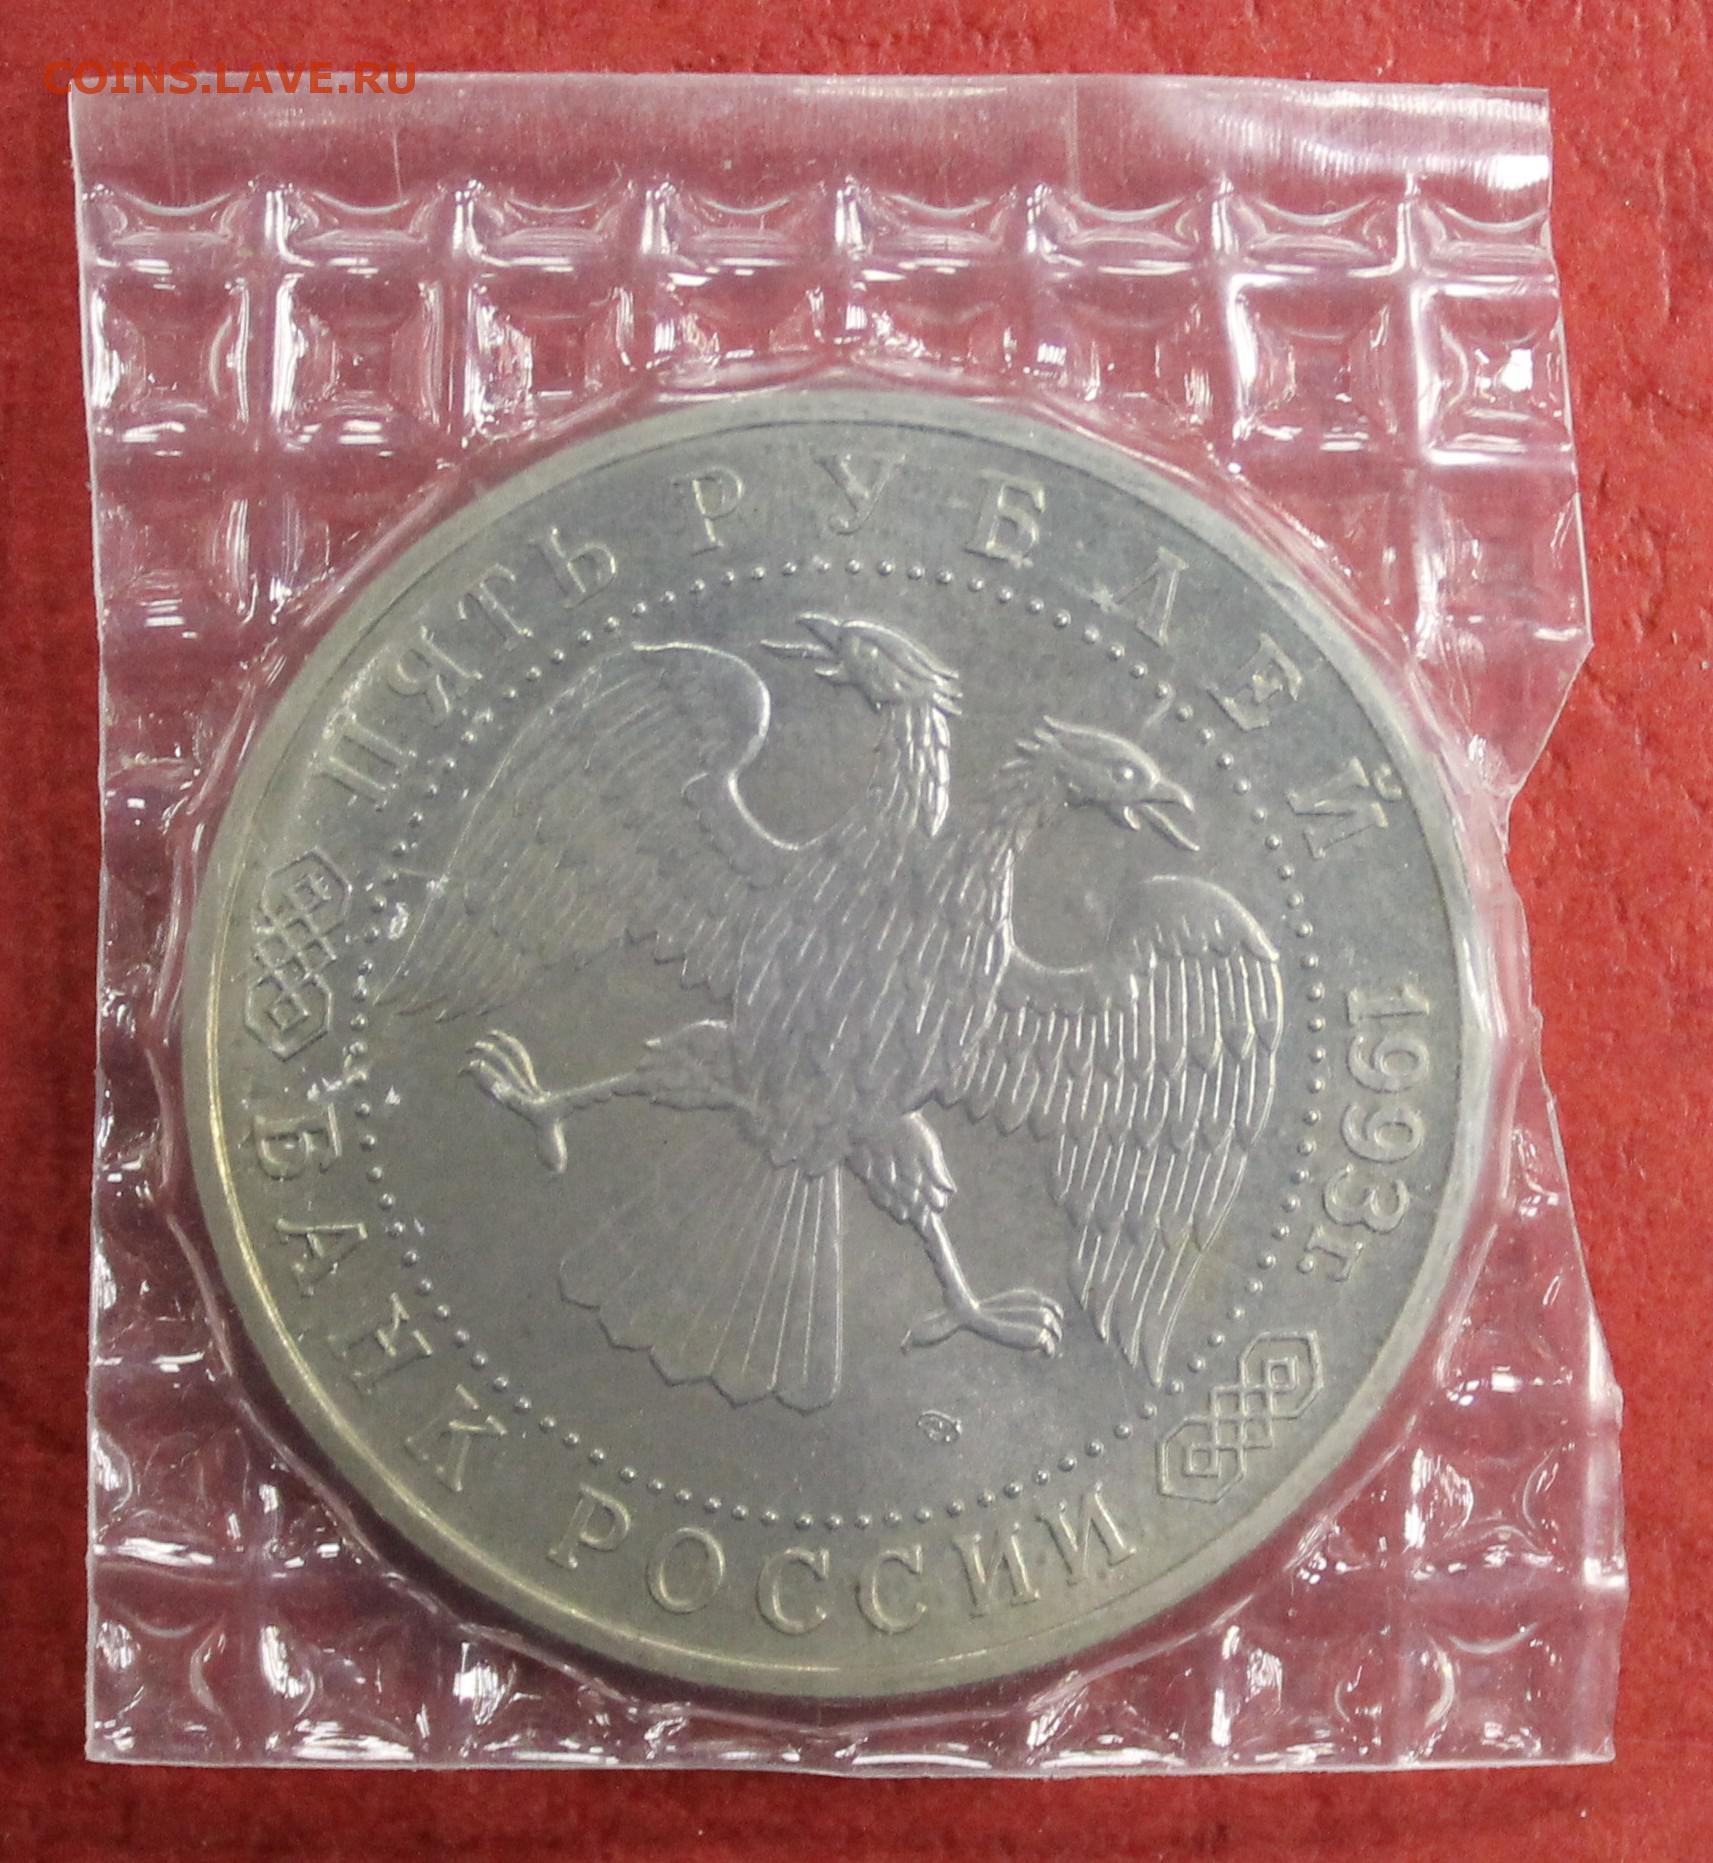 COINS.LAVE.RU
ПЯТЬ РУБЛЕЙ 1993г.
БАНК РОССИИ